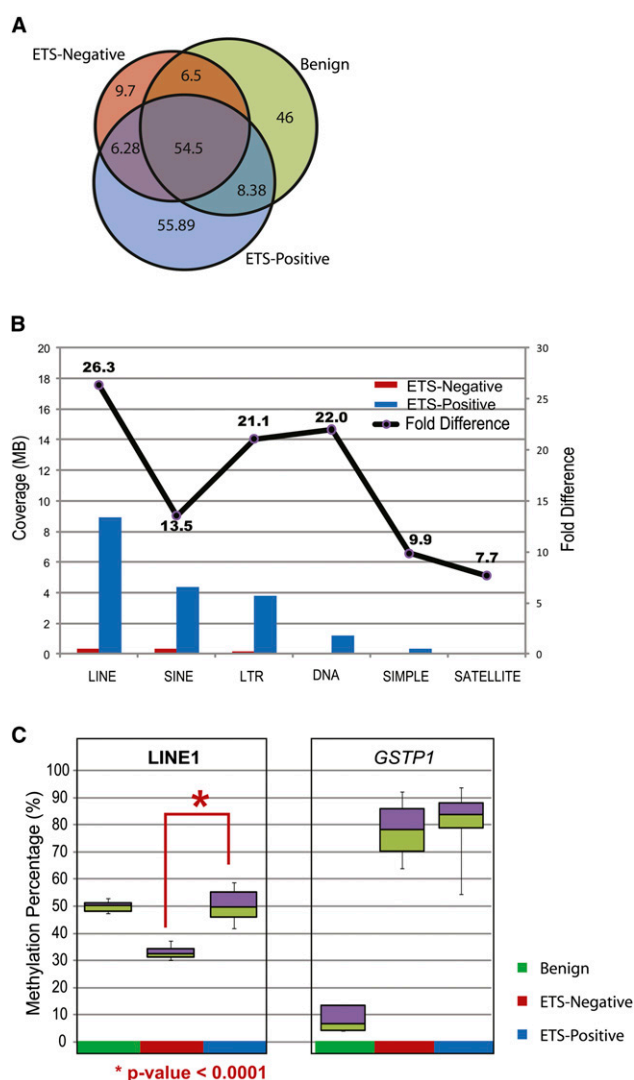 A
ETS-Negative
Benign
9.7
6.5
46
6.28
54.5
8.38
55.89
ETS-Positive
B
20
18
16
14
12
10
8
6
4
2
0
Coverage (MB)
26.3
13.5
21.1
22.0
9.9
7.7
ETS-Negative
ETS-Positive
Fold Difference
30
25
20
15
10
5
0
Fold Difference
LINE SINE LTR DNA SIMPLE SATELLITE
C
LINE1
GSTP1
Methylation Percentage (%)
100
90
80
70
60
50
40
30
20
10
0
*
Benign
ETS-Negative
ETS-Positive
* p-value < 0.0001